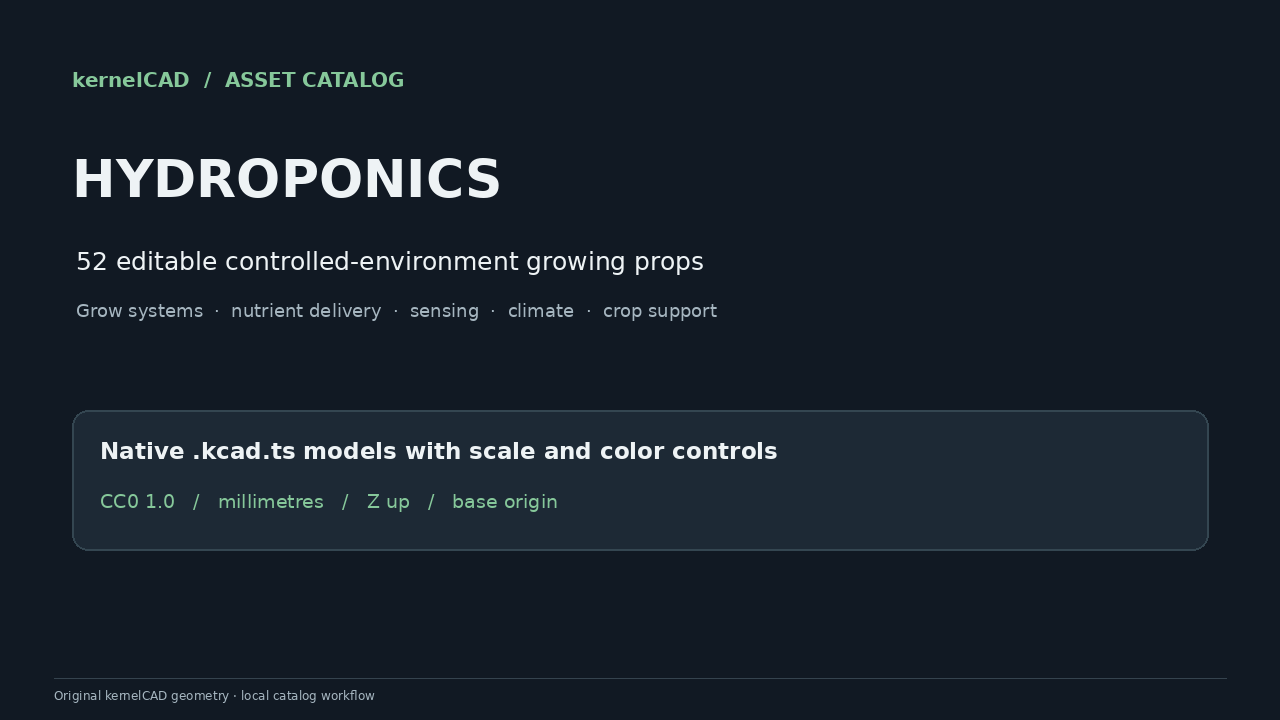 kernelCAD / ASSET CATALOG
HYDROPONICS
52 editable controlled-environment growing props
Grow systems · nutrient delivery · sensing · climate · crop support
Native .kcad.ts models with scale and color controls
CC0 1.0 / millimetres / Z up / base origin
Original kernelCAD geometry · local catalog workflow